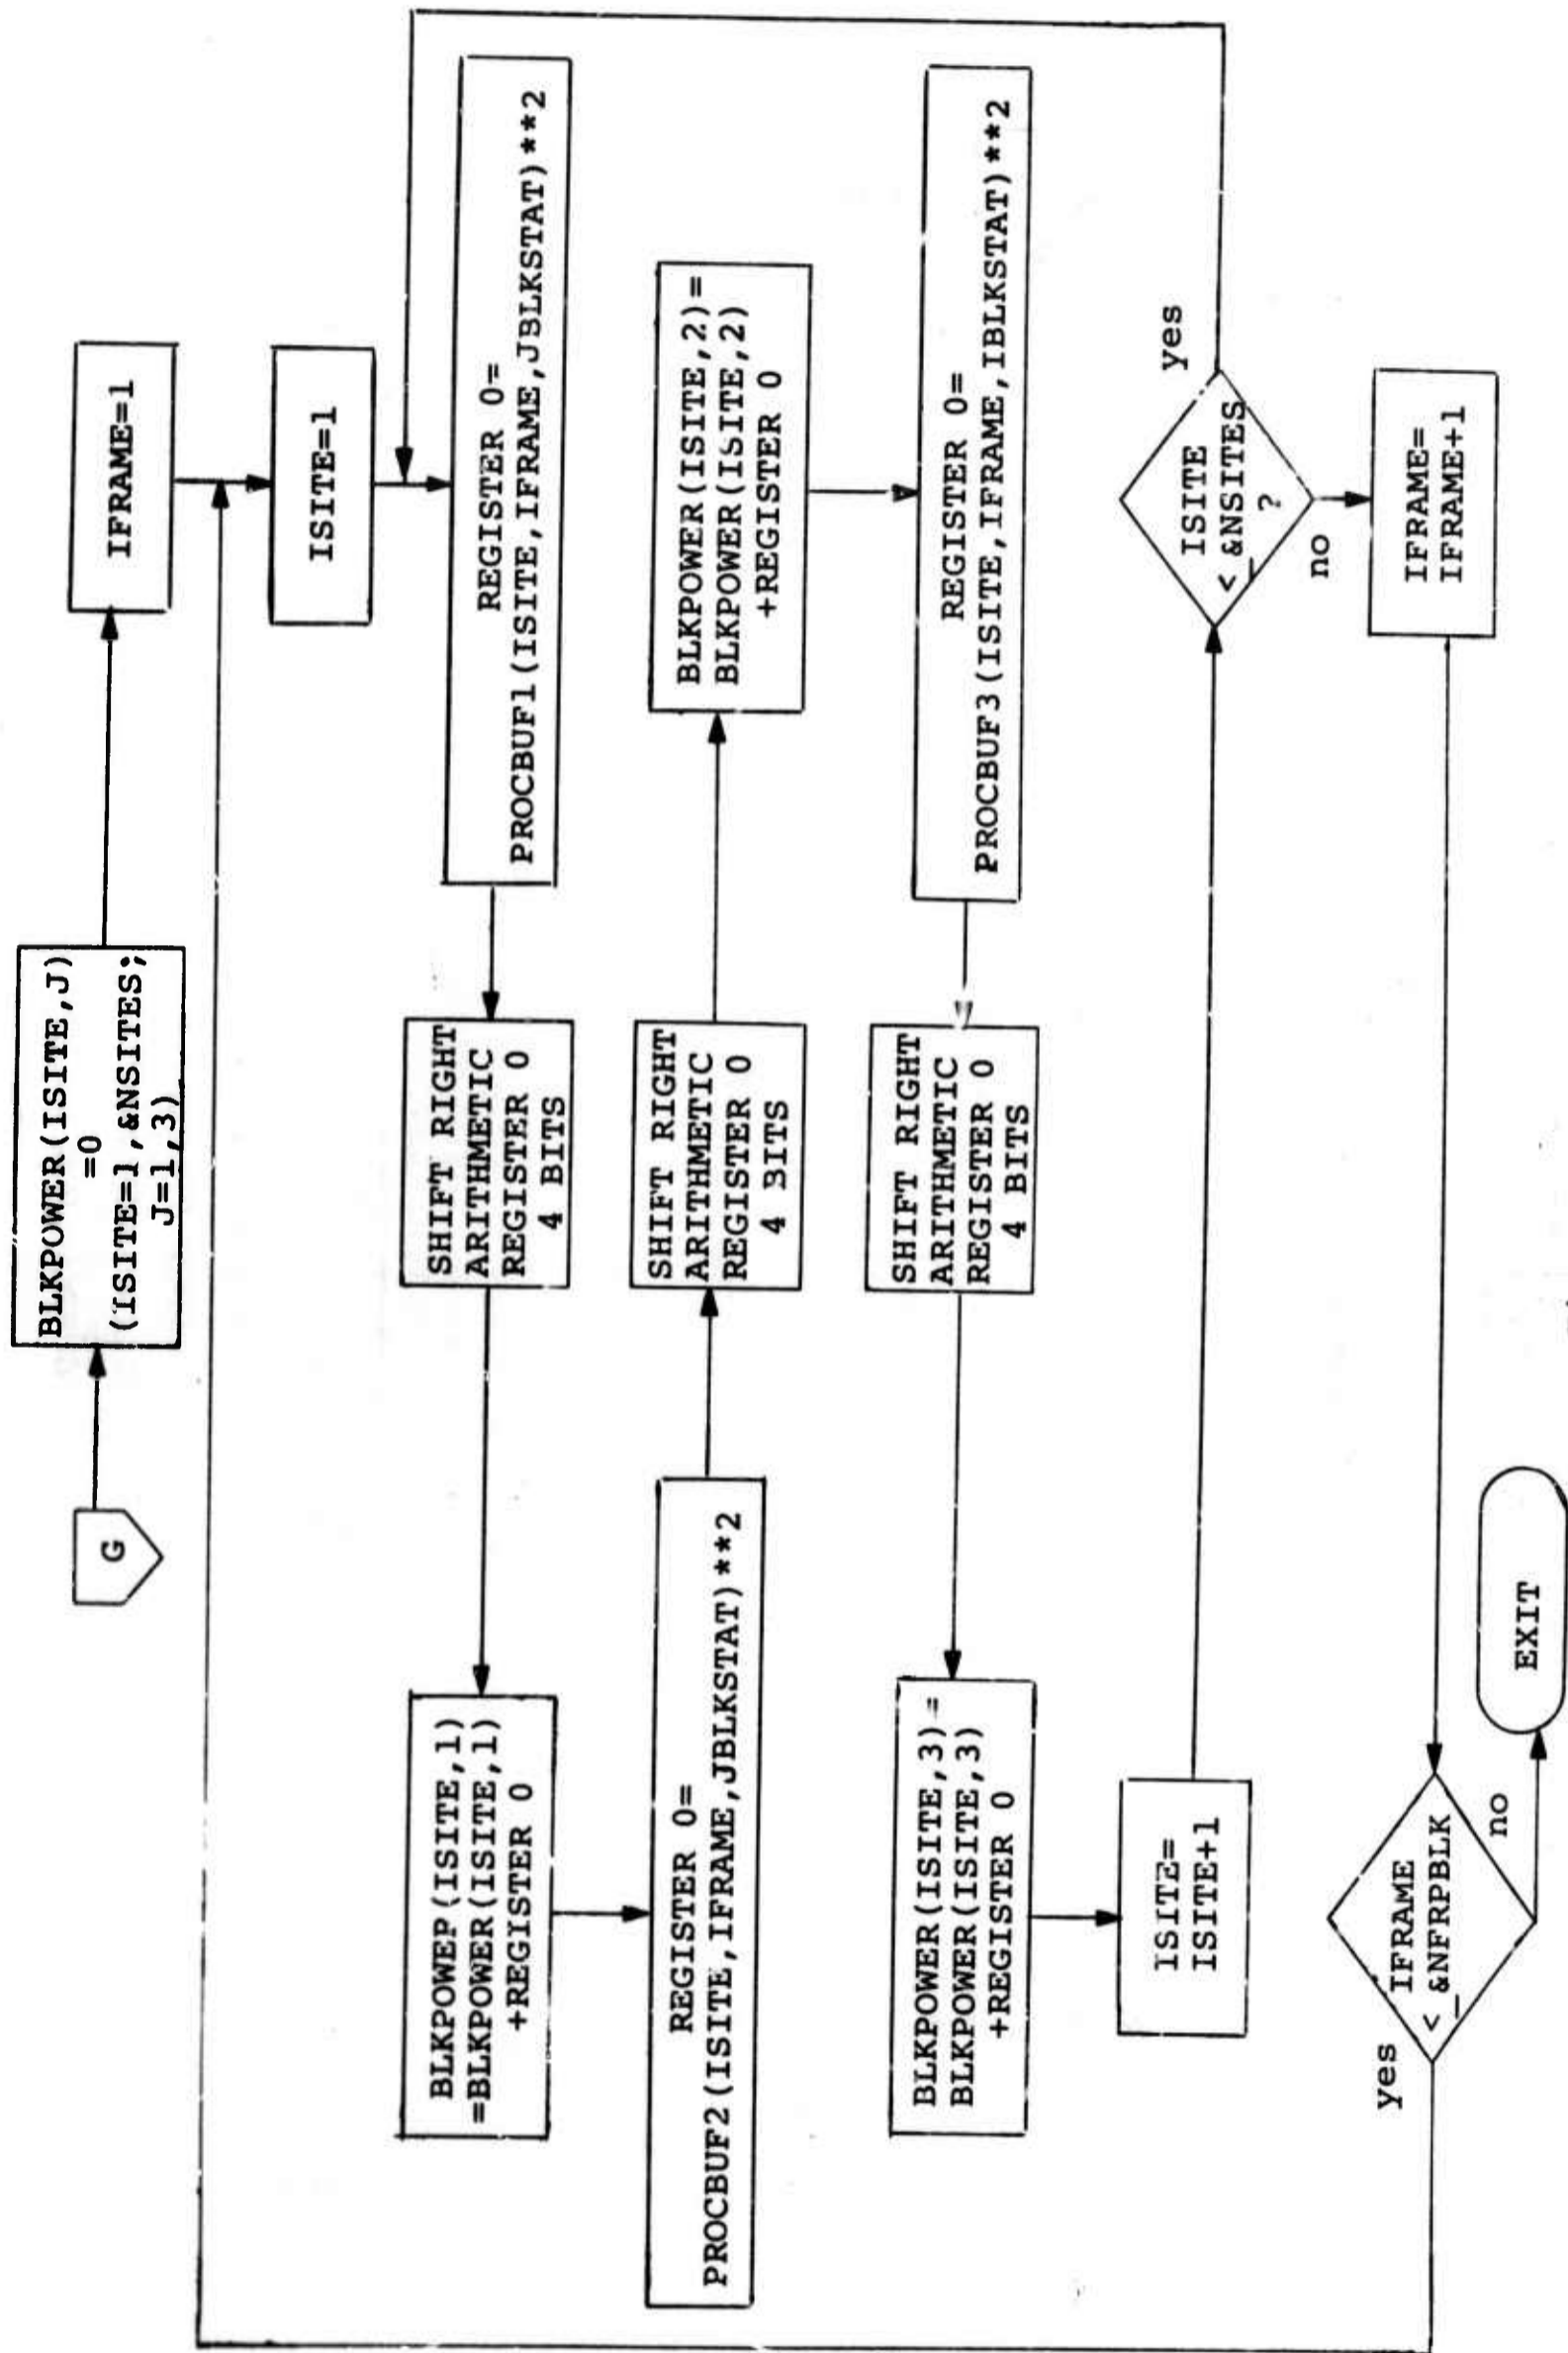 G
BLKPOWER(ISITE,J)
=0
(ISITE=1,&NSITES;
J=1,3)
IFRAME=1
ISITE=1
REGISTER 0=
PROCBUF1(ISITE,IFRAME,JBLKSTAT)**2
SHIFT RIGHT
ARITHMETIC
REGISTER 0
4 BITS
BLKPOWEP(ISITE,1)
=BLKPOWER(ISITE,1)
+REGISTER 0
REGISTER 0=
PROCBUF2(ISITE,IFRAME,JBLKSTAT)**2
SHIFT RIGHT
ARITHMETIC
REGISTER 0
4 BITS
BLKPOWER(ISITE,2)=
BLKPOWER(ISITE,2)
+REGISTER 0
REGISTER 0=
PROCBUF3(ISITE,IFRAME,IBLKSTAT)**2
SHIFT RIGHT
ARITHMETIC
REGISTER 0
4 BITS
BLKPOWER(ISITE,3)=
BLKPOWER(ISITE,3)
+REGISTER 0
ISITE=
ISITE+1
ISITE
≤ &NSITES
?
yes
no
IFRAME=
IFRAME+1
IFRAME
≤ &NFRPBLK
yes
no
EXIT